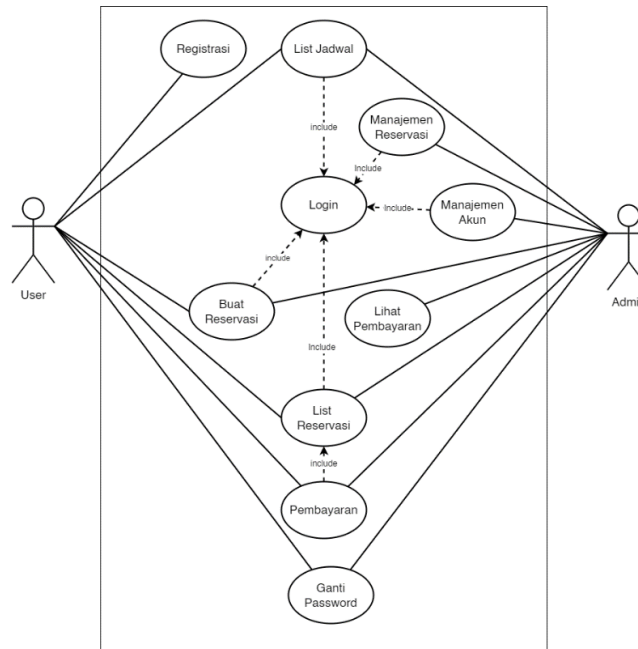 Registrasi
List Jadwal
include
Manajemen
Reservasi
Include
Login
Include
Manajemen
Akun
User
include
Buat
Reservasi
Lihat
Pembayaran
Admi
Include
List
Reservasi
include
Pembayaran
Ganti
Password